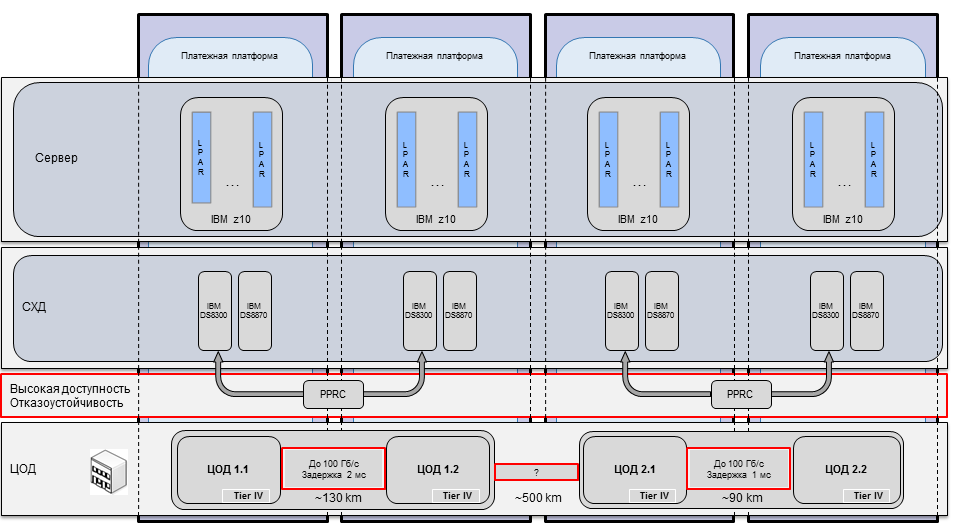 Платежная платформа
Платежная платформа
Платежная платформа
Платежная платформа
Сервер
LPAR
...
LPAR
IBM z10
LPAR
...
LPAR
IBM z10
LPAR
...
LPAR
IBM z10
LPAR
...
LPAR
IBM z10
СХД
IBM
DS8300
IBM
DS8870
IBM
DS8300
IBM
DS8870
IBM
DS8300
IBM
DS8870
IBM
DS8300
IBM
DS8870
Высокая доступность
Отказоустойчивость
PPRC
PPRC
ЦОД
ЦОД 1.1
Tier IV
До 100 Гб/с
Задержка 2 мс
~130 km
ЦОД 1.2
Tier IV
?
~500 km
ЦОД 2.1
Tier IV
До 100 Гб/с
Задержка 1 мс
~90 km
ЦОД 2.2
Tier IV